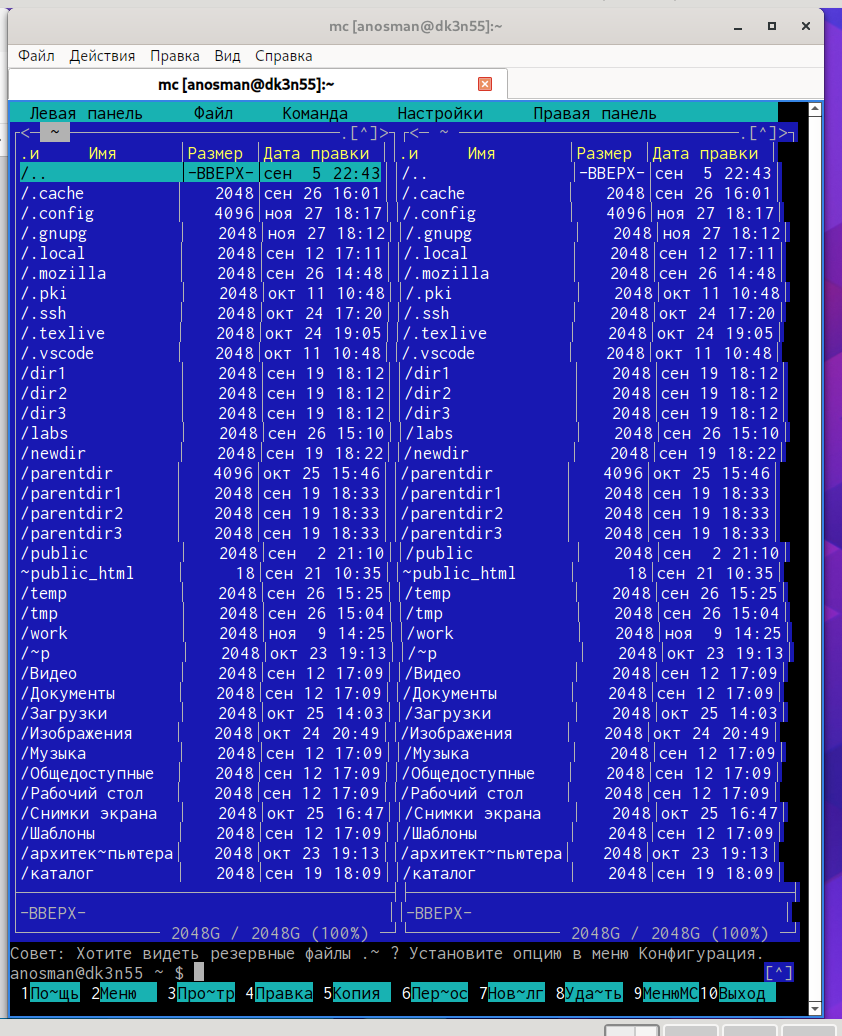 mc [anosman@dk3n55]:~
Файл Действия Правка Вид Справка
mc [anosman@dk3n55]:~
Левая панель Файл Команда Настройки Правая панель
<— ~ .[^]> <— ~ .[^]>
.и Имя Размер Дата правки .и Имя Размер Дата правки
/.. -ВВЕРХ- сен 5 22:43 /.. -ВВЕРХ- сен 5 22:43
/.cache 2048 сен 26 16:01 /.cache 2048 сен 26 16:01
/.config 4096 ноя 27 18:17 /.config 4096 ноя 27 18:17
/.gnupg 2048 ноя 27 18:12 /.gnupg 2048 ноя 27 18:12
/.local 2048 сен 12 17:11 /.local 2048 сен 12 17:11
/.mozilla 2048 сен 26 14:48 /.mozilla 2048 сен 26 14:48
/.pki 2048 окт 11 10:48 /.pki 2048 окт 11 10:48
/.ssh 2048 окт 24 17:20 /.ssh 2048 окт 24 17:20
/.texlive 2048 окт 24 19:05 /.texlive 2048 окт 24 19:05
/.vscode 2048 окт 11 10:48 /.vscode 2048 окт 11 10:48
/dir1 2048 сен 19 18:12 /dir1 2048 сен 19 18:12
/dir2 2048 сен 19 18:12 /dir2 2048 сен 19 18:12
/dir3 2048 сен 19 18:12 /dir3 2048 сен 19 18:12
/labs 2048 сен 26 15:10 /labs 2048 сен 26 15:10
/newdir 2048 сен 19 18:22 /newdir 2048 сен 19 18:22
/parentdir 4096 окт 25 15:46 /parentdir 4096 окт 25 15:46
/parentdir1 2048 сен 19 18:33 /parentdir1 2048 сен 19 18:33
/parentdir2 2048 сен 19 18:33 /parentdir2 2048 сен 19 18:33
/parentdir3 2048 сен 19 18:33 /parentdir3 2048 сен 19 18:33
/public 2048 сен 2 21:10 /public 2048 сен 2 21:10
~public_html 18 сен 21 10:35 ~public_html 18 сен 21 10:35
/temp 2048 сен 26 15:25 /temp 2048 сен 26 15:25
/tmp 2048 сен 26 15:04 /tmp 2048 сен 26 15:04
/work 2048 ноя 9 14:25 /work 2048 ноя 9 14:25
/~p 2048 окт 23 19:13 /~p 2048 окт 23 19:13
/Видео 2048 сен 12 17:09 /Видео 2048 сен 12 17:09
/Документы 2048 сен 12 17:09 /Документы 2048 сен 12 17:09
/Загрузки 2048 окт 25 14:03 /Загрузки 2048 окт 25 14:03
/Изображения 2048 окт 24 20:49 /Изображения 2048 окт 24 20:49
/Музыка 2048 сен 12 17:09 /Музыка 2048 сен 12 17:09
/Общедоступные 2048 сен 12 17:09 /Общедоступные 2048 сен 12 17:09
/Рабочий стол 2048 сен 12 17:09 /Рабочий стол 2048 сен 12 17:09
/Снимки экрана 2048 окт 25 16:47 /Снимки экрана 2048 окт 25 16:47
/Шаблоны 2048 сен 12 17:09 /Шаблоны 2048 сен 12 17:09
/архитек~пьютера 2048 окт 23 19:13 /архитект~пьютера 2048 окт 23 19:13
/каталог 2048 сен 19 18:09 /каталог 2048 сен 19 18:09
-ВВЕРХ- -ВВЕРХ-
2048G / 2048G (100%) 2048G / 2048G (100%)
Совет: Хотите видеть резервные файлы .~ ? Установите опцию в меню Конфигурация.
anosman@dk3n55 ~ $ [^]
1По~щь 2Меню 3Про~тр 4Правка 5Копия 6Пер~ос 7Нов~лг 8Уда~ть 9МенюMC 10Выход